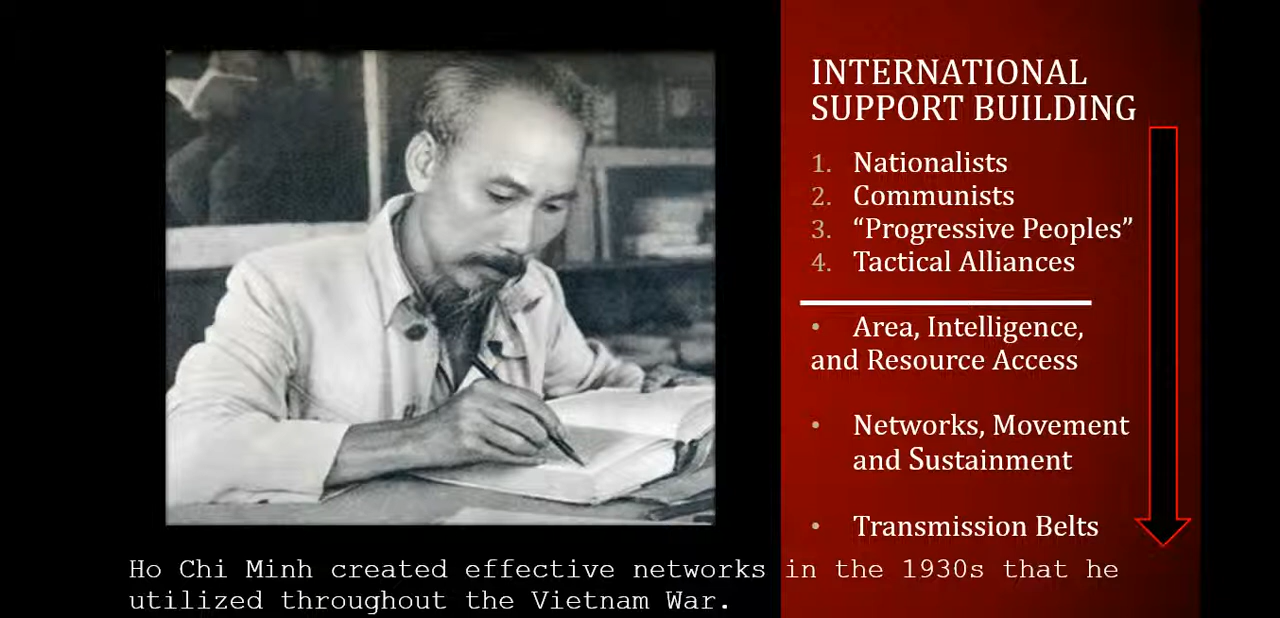 INTERNATIONAL
SUPPORT BUILDING
1. Nationalists
2. Communists
3. “Progressive Peoples”
4. Tactical Alliances
• Area, Intelligence,
and Resource Access
• Networks, Movement
and Sustainment
• Transmission Belts
Ho Chi Minh created effective networks in the 1930s that he
utilized throughout the Vietnam War.